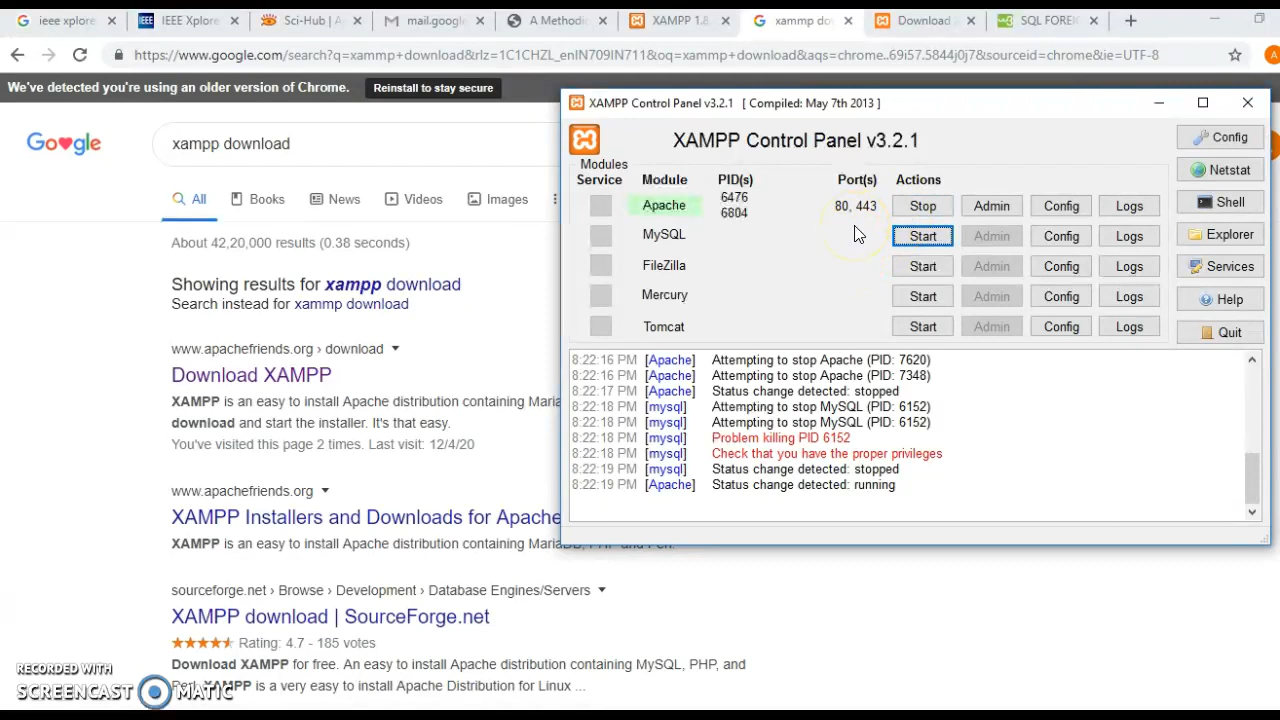 ieee xplore
IEEE Xplore
Sci-Hub | A
mail.google
A Methodic
XAMPP 1.8.
xammp do
Download
SQL FOREI
https://www.google.com/search?q=xammp+download&rlz=1C1CHZL_enIN709IN711&oq=xammp+download&aqs=chrome..69i57.5844j0j7&sourceid=chrome&ie=UTF-8
We've detected you're using an older version of Chrome.
Reinstall to stay secure
xampp download
All
Books
News
Videos
Images
About 42,20,000 results (0.38 seconds)
Showing results for xampp download
Search instead for xammp download
www.apachefriends.org › download
Download XAMPP
XAMPP is an easy to install Apache distribution containing Maria
download and start the installer. It's that easy.
You've visited this page 2 times. Last visit: 12/4/20
www.apachefriends.org
XAMPP Installers and Downloads for Apache
XAMPP is an easy to install Apache distribution containing MariaDB, PHP and Perl.
sourceforge.net › Browse › Development › Database Engines/Servers
XAMPP download | SourceForge.net
Rating: 4.7 - 185 votes
Download XAMPP for free. An easy to install Apache distribution containing MySQL, PHP, and
XAMPP is a very easy to install Apache Distribution for Linux ...
RECORDED WITH
SCREENCAST MATIC
XAMPP Control Panel v3.2.1 [ Compiled: May 7th 2013 ]
XAMPP Control Panel v3.2.1
Modules
Service Module PID(s) Port(s) Actions
Apache 6476 6804 80, 443 Stop Admin Config Logs
MySQL Start Admin Config Logs
FileZilla Start Admin Config Logs
Mercury Start Admin Config Logs
Tomcat Start Admin Config Logs
Config
Netstat
Shell
Explorer
Services
Help
Quit
8:22:16 PM [Apache] Attempting to stop Apache (PID: 7620)
8:22:16 PM [Apache] Attempting to stop Apache (PID: 7348)
8:22:17 PM [Apache] Status change detected: stopped
8:22:18 PM [mysql] Attempting to stop MySQL (PID: 6152)
8:22:18 PM [mysql] Attempting to stop MySQL (PID: 6152)
8:22:18 PM [mysql] Problem killing PID 6152
8:22:18 PM [mysql] Check that you have the proper privileges
8:22:19 PM [mysql] Status change detected: stopped
8:22:19 PM [Apache] Status change detected: running